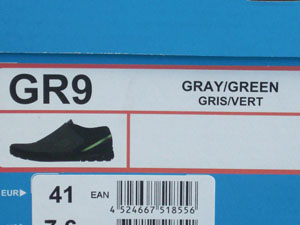 GR9
GRAY/GREEN
GRIS/VERT
EUR 41 EAN
4 524667 518556